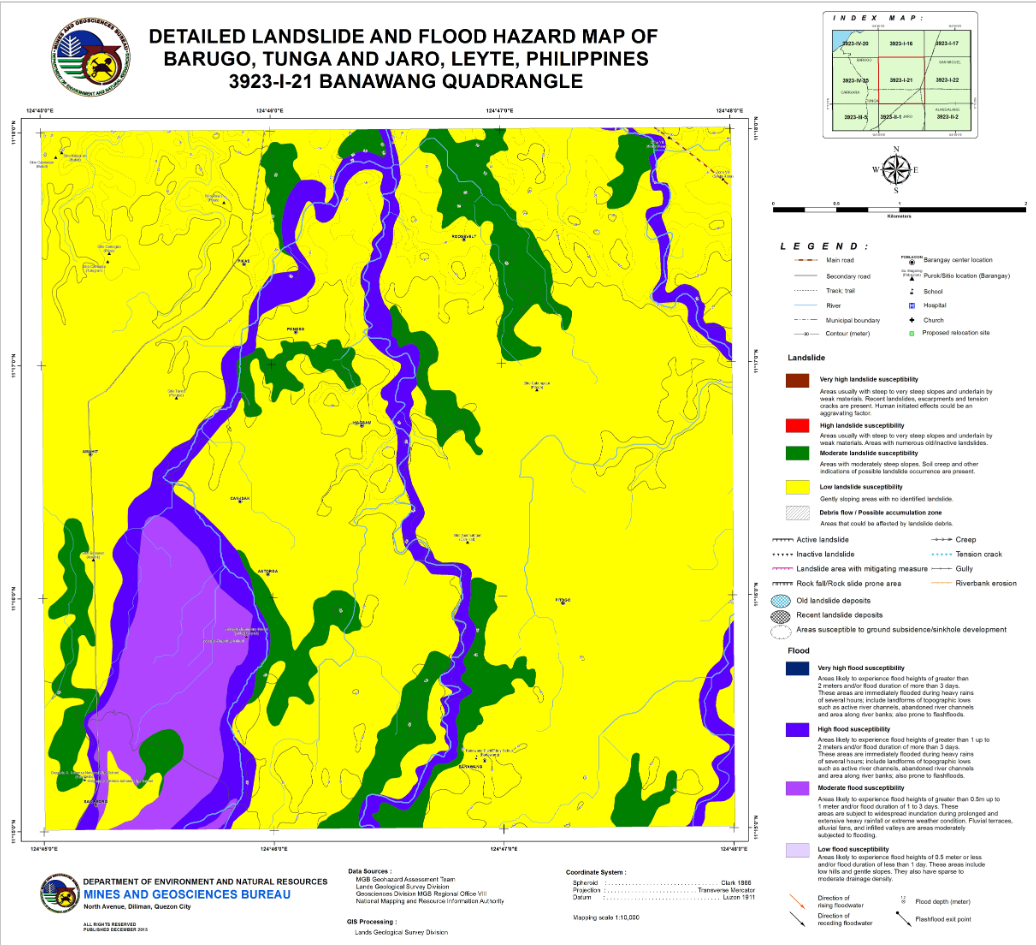 DETAILED LANDSLIDE AND FLOOD HAZARD MAP OF
BARUGO, TUNGA AND JARO, LEYTE, PHILIPPINES
3923-I-21 BANAWANG QUADRANGLE
MINES AND GEOSCIENCES BUREAU
INDEX MAP:
3923-IV-20 3923-I-16 3923-I-17
3923-IV-25 3923-I-21 3923-I-22
3923-II-1 3923-II-2
N
W E
S
Kilometers
LEGEND :
Main road
Secondary road
Track; trail
River
Municipal boundary
Contour (meter)
Barangay center location
Purok/Sitio location (Barangay)
School
Hospital
Church
Proposed relocation site
Landslide
Very high landslide susceptibility
Areas usually with steep to very steep slopes and underlain by
weak materials. Recent landslides, escarpments and tension
cracks are present. Human initiated effects could be an
aggravating factor.
High landslide susceptibility
Areas usually with steep to very steep slopes and underlain by
weak materials. Areas with numerous old/inactive landslides.
Moderate landslide susceptibility
Areas with moderately steep slopes. Soil creep and other
indications of possible landslide occurrence are present.
Low landslide susceptibility
Gently sloping areas with no identified landslide.
Debris flow / Possible accumulation zone
Areas that could be affected by landslide debris.
Active landslide
Inactive landslide
Landslide area with mitigating measure
Rock fall/Rock slide prone area
Creep
Tension crack
Gully
Riverbank erosion
Old landslide deposits
Recent landslide deposits
Areas susceptible to ground subsidence/sinkhole development
Flood
Very high flood susceptibility
Areas likely to experience flood heights of greater than
2 meters and/or flood duration of more than 3 days.
These areas are immediately flooded during heavy rains
of several hours; include landforms of topographic lows
such as active river channels, abandoned river channels
and area along river banks; also prone to flashfloods.
High flood susceptibility
Areas likely to experience flood heights of greater than 1 up to
2 meters and/or flood duration of more than 3 days.
These areas are immediately flooded during heavy rains
of several hours; include landforms of topographic lows
such as active river channels, abandoned river channels
and area along river banks; also prone to flashfloods.
Moderate flood susceptibility
Areas likely to experience flood heights of greater than 0.5m up to
1 meter and/or flood duration of 1 to 3 days. These
areas are subject to widespread inundation during prolonged and
extensive heavy rainfall or extreme weather condition. Fluvial terraces,
alluvial fans, and infilled valleys are areas moderately
subjected to flooding.
Low flood susceptibility
Areas likely to experience flood heights of 0.5 meter or less
and/or flood duration of less than 1 day. These areas include
low hills and gentle slopes. They also have sparse to
moderate drainage density.
Direction of
rising floodwater
Direction of
receding floodwater
Flood depth (meter)
Flashflood exit point
124°45'0"E 124°46'0"E 124°47'0"E 124°48'0"E
ROOSEVELT
CANSIAH
ASTORGA
124°45'0"E 124°46'0"E 124°47'0"E 124°48'0"E
DEPARTMENT OF ENVIRONMENT AND NATURAL RESOURCES
MINES AND GEOSCIENCES BUREAU
North Avenue, Diliman, Quezon City
ALL RIGHTS RESERVED
PUBLISHED DECEMBER 2015
Data Sources :
MGB Geohazard Assessment Team
Lands Geological Survey Division
Geosciences Division MGB Regional Office VIII
National Mapping and Resource Information Authority
GIS Processing :
Lands Geological Survey Division
Coordinate System :
Spheroid : Clark 1866
Projection : Transverse Mercator
Datum : Luzon 1911
Mapping scale 1:10,000